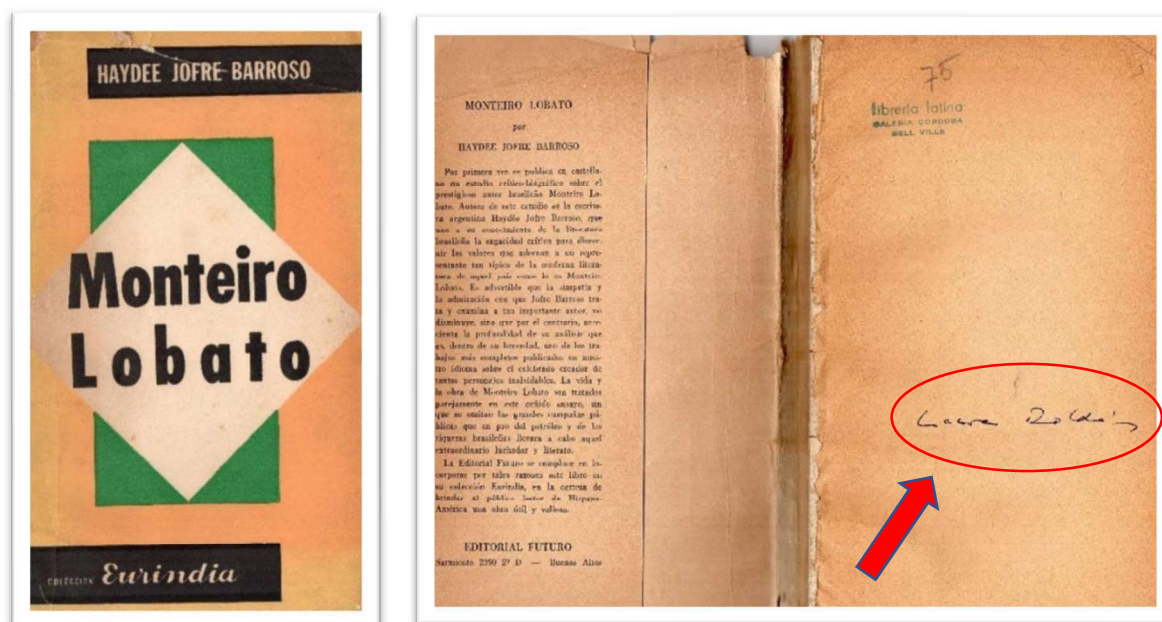 HAYDEE JOFRE BARROSO
Monteiro
Lobato
COLECCION Eurindia
MONTEIRO LOBATO
por
HAYDEE JOFRE BARROSO
Por primera vez se publica en castella-
no un estudio crítico-biográfico sobre el
prestigioso autor brasileño Monteiro Lo-
bato. Autora de este estudio es la escrito-
ra argentina Haydée Jofre Barroso, que
une a su conocimiento de la literatura
brasileña la capacidad crítica para discer-
nir los valores que adornan a un repre-
sentante tan típico de la moderna litera-
tura de aquel país como lo es Monteiro
Lobato. Es advertible que la simpatía y
la admiración con que Jofre Barroso tra-
ta y examina a tan importante autor, no
disminuye, sino que por el contrario, acre-
cienta la profundidad de su análisis que
es, dentro de su brevedad, uno de los tra-
bajos más completos publicados en nues-
tro idioma sobre el celebrado creador de
tantos personajes inolvidables. La vida y
la obra de Monteiro Lobato son tratados
parejamente en este ceñido ensayo, sin
que se omitan las grandes campañas pú-
blicas que en pro del petróleo y de las
riquezas brasileñas llevara a cabo aquel
extraordinario luchador y literato.
La Editorial Futuro se complace en in-
corporar por tales razones este libro en
su colección Eurindia, en la certeza de
brindar al público lector de Hispano-
América una obra útil y valiosa.
EDITORIAL FUTURO
Sarmiento 2390 2º D — Buenos Aires
75
librería latina
GALERIA CORDOBA
BELL VILLE
Laura Roldán